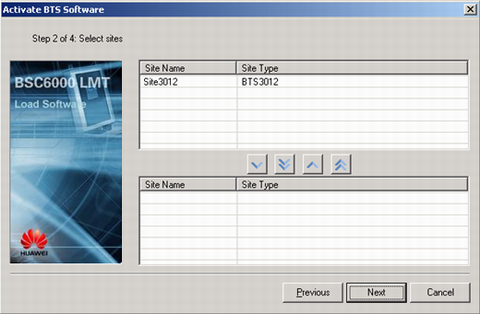 Activate BTS Software
Step 2 of 4: Select sites
BSC6000 LMT
Load Software
HUAWEI
Site Name Site Type
Site3012 BTS3012
Site Name Site Type
Previous Next Cancel